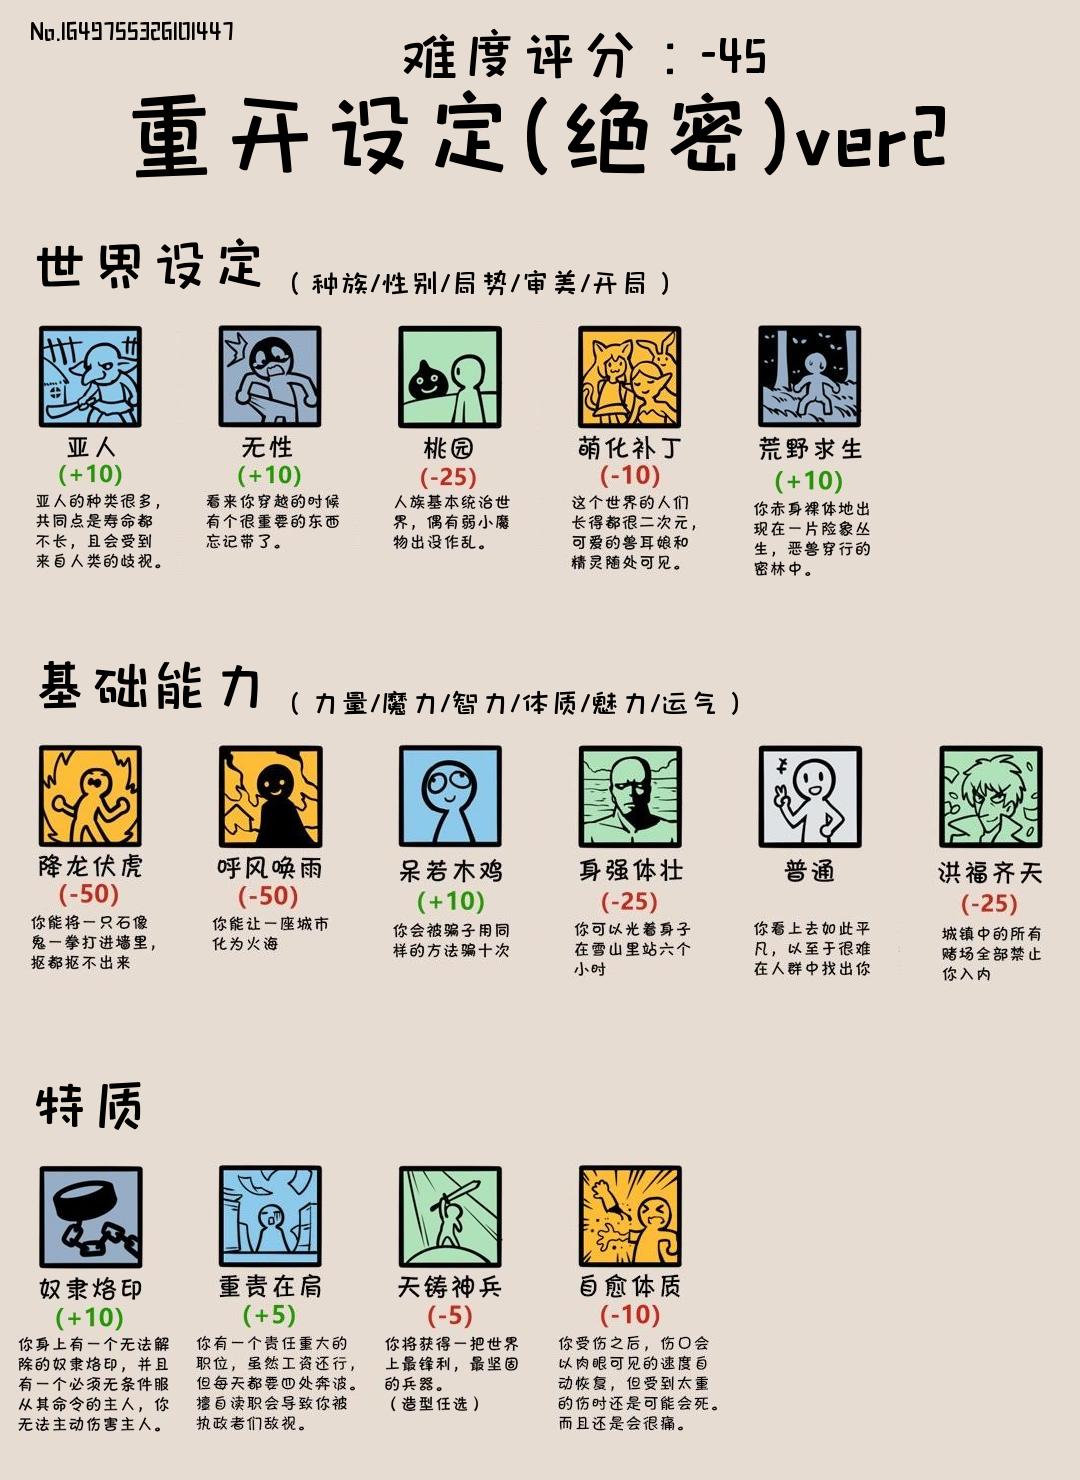 No.1649755326101447
难度评分：-45
重开设定(绝密)ver2
世界设定 （种族/性别/局势/审美/开局）
亚人 无性 桃园 萌化补丁 荒野求生
(+10) (+10) (-25) (-10) (+10)
亚人的种类很多，
共同点是寿命都
不长，且会受到
来自人类的歧视。
看来你穿越的时候
有个很重要的东西
忘记带了。
人族基本统治世
界，偶有弱小魔
物出没作乱。
这个世界的人们
长得都很二次元，
可爱的兽耳娘和
精灵随处可见。
你赤身裸体地出
现在一片险象丛
生，恶兽穿行的
密林中。
基础能力 （力量/魔力/智力/体质/魅力/运气）
降龙伏虎 呼风唤雨 呆若木鸡 身强体壮 普通 洪福齐天
(-50) (-50) (+10) (-25) (-25)
你能将一只石像
鬼一拳打进墙里，
抠都抠不出来
你能让一座城市
化为火海
你会被骗子用同
样的方法骗十次
你可以光着身子
在雪山里站六个
小时
你看上去如此平
凡，以至于很难
在人群中找出你
城镇中的所有
赌场全部禁止
你入内
特质
奴隶烙印 重责在肩 天铸神兵 自愈体质
(+10) (+5) (-5) (-10)
你身上有一个无法解
除的奴隶烙印，并且
有一个必须无条件服
从其命令的主人，你
无法主动伤害主人。
你有一个责任重大的
职位，虽然工资还行，
但每天都要四处奔波。
擅自读职会导致你被
执政者们敌视。
你将获得一把世界
上最锋利，最坚固
的兵器。
（造型任选）
你受伤之后，伤口会
以肉眼可见的速度自
动恢复，但受到太重
的伤时还是可能会死。
而且还是会很痛。